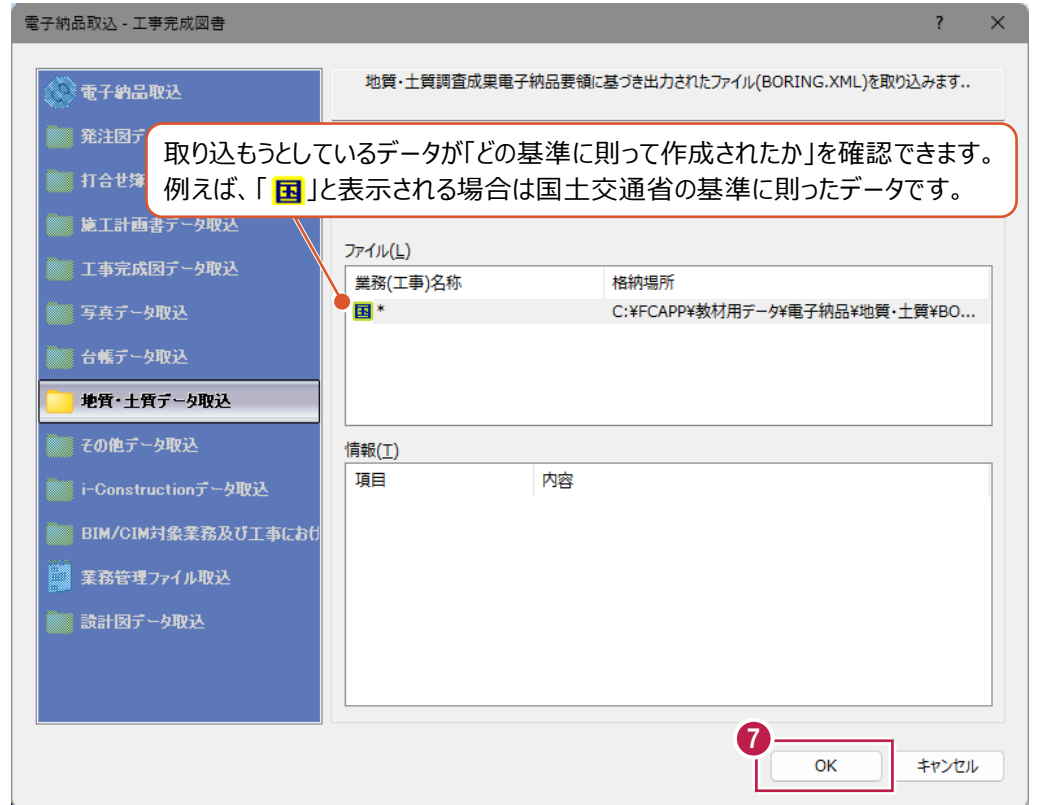 電子納品取込 - 工事完成図書
電子納品取込
地質・土質調査成果電子納品要領に基づき出力されたファイル(BORING.XML)を取り込みます..
発注図デ
取り込もうとしているデータが「どの基準に則って作成されたか」を確認できます。
例えば、「 国 」と表示される場合は国土交通省の基準に則ったデータです。
打合せ簿
施工計画書データ取込
工事完成図データ取込
写真データ取込
台帳データ取込
地質・土質データ取込
その他データ取込
i-Constructionデータ取込
BIM/CIM対象業務及び工事におけ
業務管理ファイル取込
設計図データ取込
ファイル(L)
業務(工事)名称 格納場所
国 * C:¥FCAPP¥教材用データ¥電子納品¥地質・土質¥BO...
情報(T)
項目 内容
7
OK キャンセル